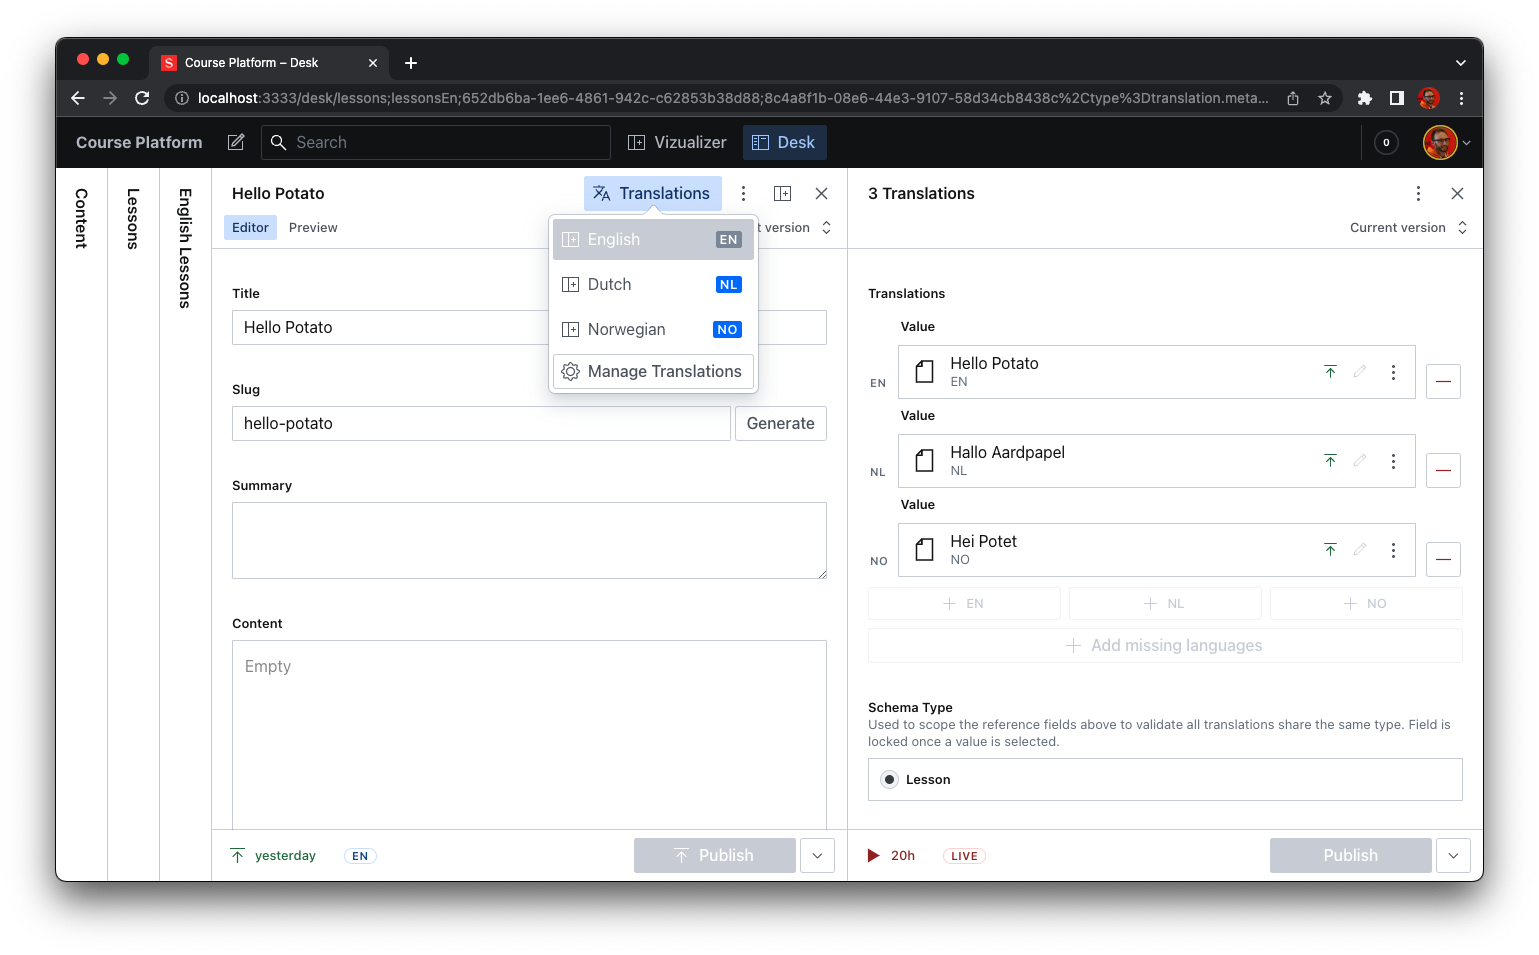 Course Platform – Desk
localhost:3333/desk/lessons;lessonsEn;652db6ba-1ee6-4861-942c-c62853b38d88;8c4a8f1b-08e6-44e3-9107-58d34cb8438c%2Ctype%3Dtranslation.meta...
Course Platform
Search
Vizualizer
Desk
0
Content
Lessons
English Lessons
Hello Potato
Translations
Editor
Preview
t version
English EN
Dutch NL
Norwegian NO
Manage Translations
Title
Hello Potato
Slug
hello-potato
Generate
Summary
Content
Empty
yesterday
EN
Publish
3 Translations
Current version
Translations
Value
EN
Hello Potato
EN
Value
NL
Hallo Aardpapel
NL
Value
NO
Hei Potet
NO
EN
NL
NO
Add missing languages
Schema Type
Used to scope the reference fields above to validate all translations share the same type. Field is
locked once a value is selected.
Lesson
20h
LIVE
Publish